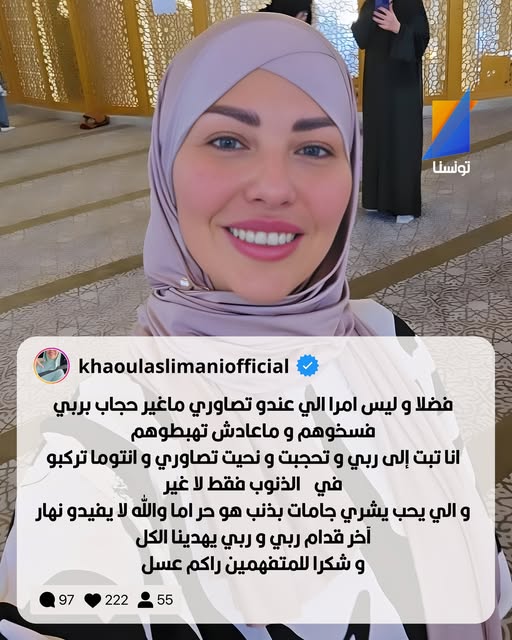 تونسنا
khaoulaslimaniofficial
فضلا و ليس امرا الي عندو تصاوري ماغير حجاب بربي
فسخوهم و ماعادش تهبطوهم
انا تبت إلى ربي و تحجبت و نحيت تصاوري و انتوما تركبو
في الذنوب فقط لا غير
و الي يحب يشري جامات بذنب هو حر اما والله لا يفيدو نهار
آخر قدام ربي و ربي يهدينا الكل
و شكرا للمتفهمين راكم عسل
97 222 55